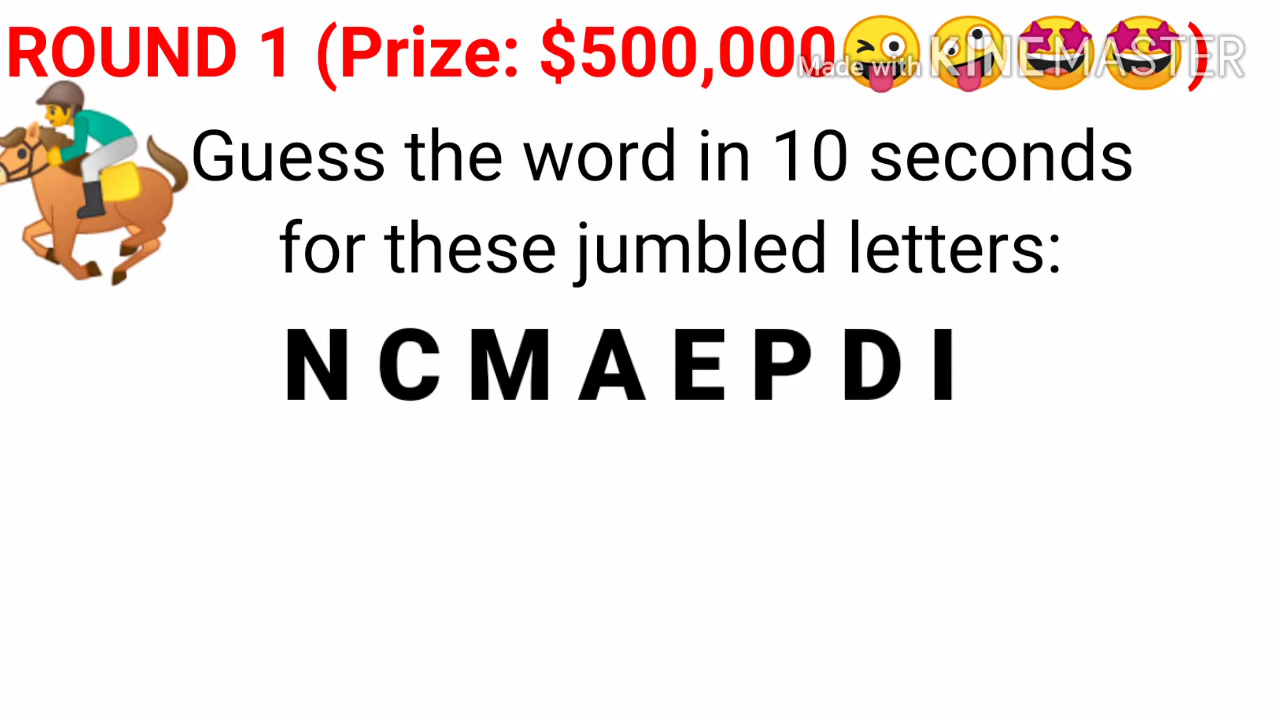 ROUND 1 (Prize: $500,000😜🤪🤩🤩)
Made with KINEMASTER
Guess the word in 10 seconds
for these jumbled letters:
N C M A E P D I